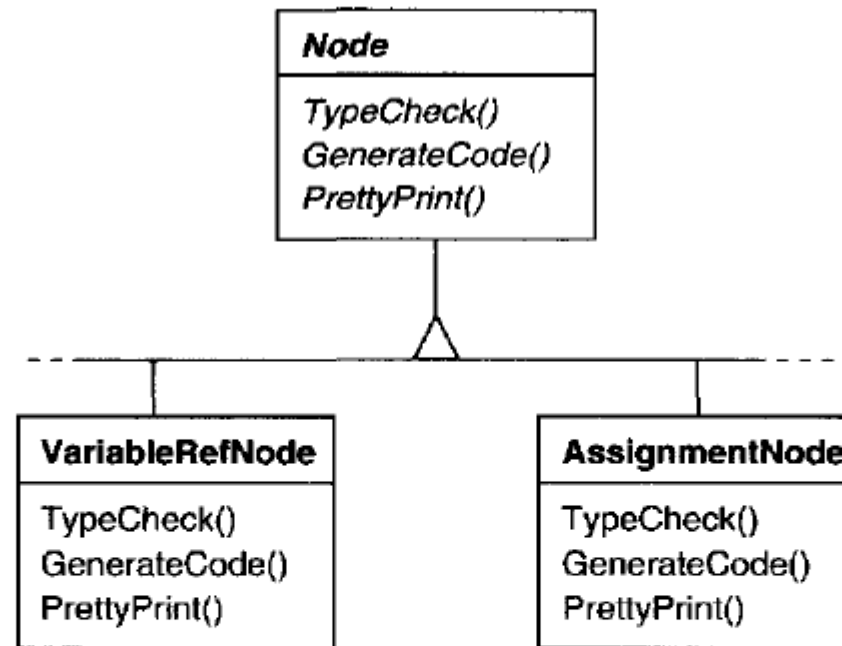 Node
TypeCheck()
GenerateCode()
PrettyPrint()
VariableRefNode
TypeCheck()
GenerateCode()
PrettyPrint()
AssignmentNode
TypeCheck()
GenerateCode()
PrettyPrint()